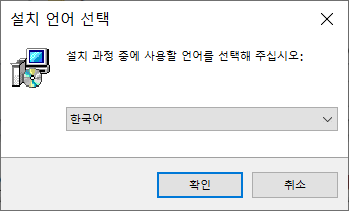 설치 언어 선택
설치 과정 중에 사용할 언어를 선택해 주십시오:
한국어
확인
취소